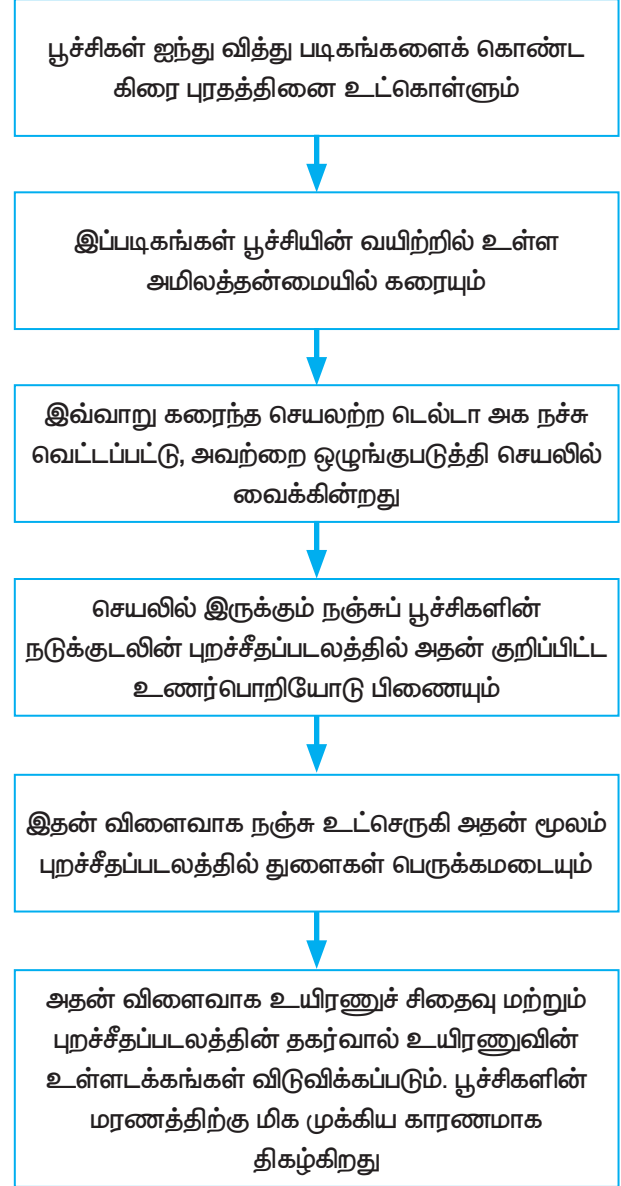 பூச்சிகள் ஐந்து வித்து படிகங்களைக் கொண்ட
கிரை புரதத்தினை உட்கொள்ளும்
இப்படிகங்கள் பூச்சியின் வயிற்றில் உள்ள
அமிலத்தன்மையில் கரையும்
இவ்வாறு கரைந்த செயலற்ற டெல்டா அக நச்சு
வெட்டப்பட்டு, அவற்றை ஒழுங்குபடுத்தி செயலில்
வைக்கின்றது
செயலில் இருக்கும் நஞ்சுப் பூச்சிகளின்
நடுக்குடலின் புறச்சீதப்படலத்தில் அதன் குறிப்பிட்ட
உணர்பொறியோடு பிணையும்
இதன் விளைவாக நஞ்சு உட்செருகி அதன் மூலம்
புறச்சீதப்படலத்தில் துளைகள் பெருக்கமடையும்
அதன் விளைவாக உயிரணுச் சிதைவு மற்றும்
புறச்சீதப்படலத்தின் தகர்வால் உயிரணுவின்
உள்ளடக்கங்கள் விடுவிக்கப்படும். பூச்சிகளின்
மரணத்திற்கு மிக முக்கிய காரணமாக
திகழ்கிறது